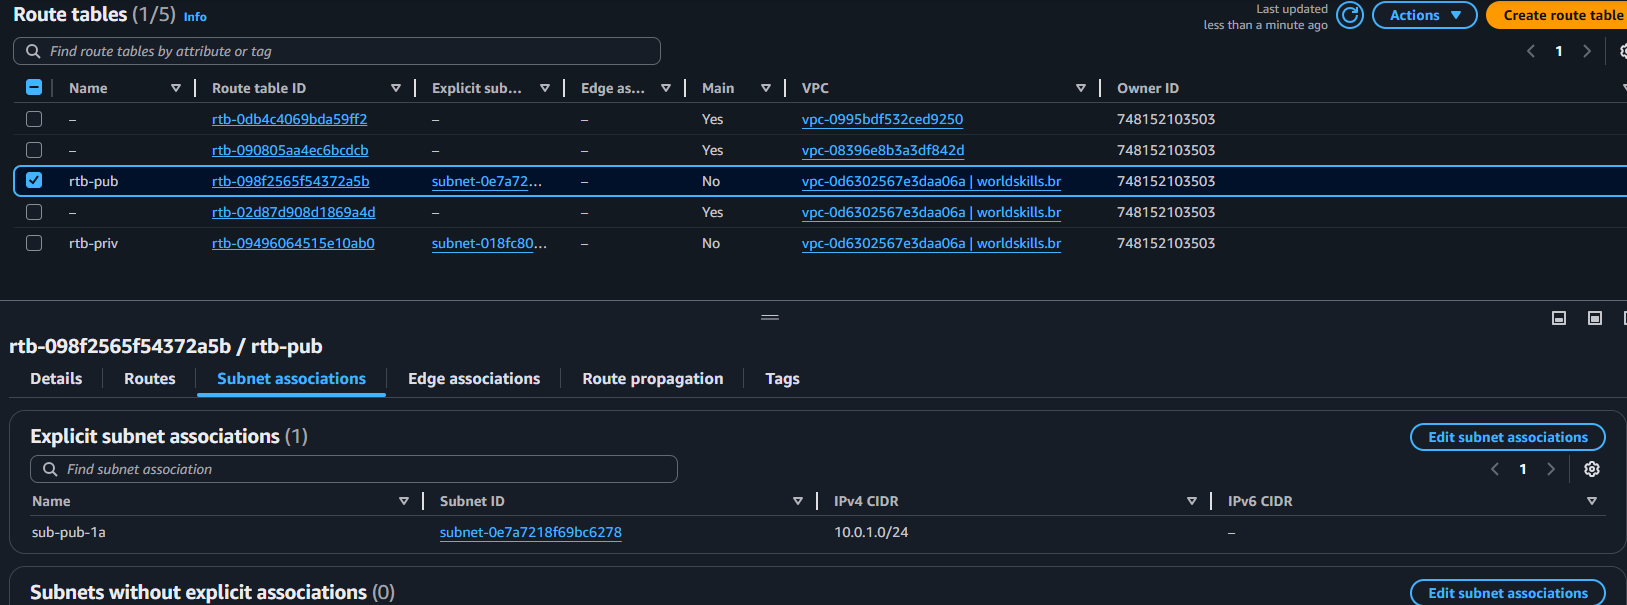 Route tables (1/5) Info
Last updated
less than a minute ago
Actions
Create route table
Find route tables by attribute or tag
1
Name Route table ID Explicit sub... Edge as... Main VPC Owner ID
– rtb-0db4c4069bda59ff2 – – Yes vpc-0995bdf532ced9250 748152103503
– rtb-090805aa4ec6bcdcb – – Yes vpc-08396e8b3a3df842d 748152103503
rtb-pub rtb-098f2565f54372a5b subnet-0e7a72... – No vpc-0d6302567e3daa06a | worldskills.br 748152103503
– rtb-02d87d908d1869a4d – – Yes vpc-0d6302567e3daa06a | worldskills.br 748152103503
rtb-priv rtb-09496064515e10ab0 subnet-018fc80... – No vpc-0d6302567e3daa06a | worldskills.br 748152103503
rtb-098f2565f54372a5b / rtb-pub
Details Routes Subnet associations Edge associations Route propagation Tags
Explicit subnet associations (1)
Edit subnet associations
Find subnet association
1
Name Subnet ID IPv4 CIDR IPv6 CIDR
sub-pub-1a subnet-0e7a7218f69bc6278 10.0.1.0/24 –
Subnets without explicit associations (0)
Edit subnet associations